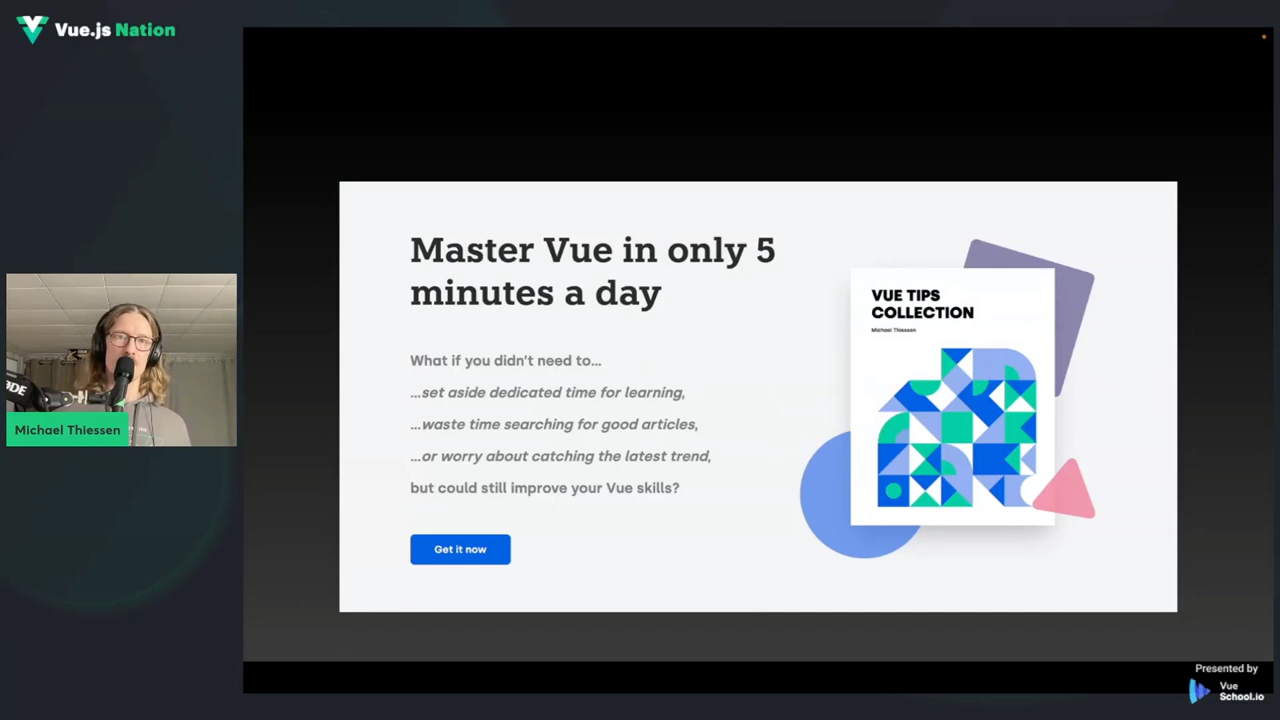 Vue.js Nation
Master Vue in only 5
minutes a day
What if you didn't need to...
...set aside dedicated time for learning,
...waste time searching for good articles,
...or worry about catching the latest trend,
but could still improve your Vue skills?
Get it now
VUE TIPS
COLLECTION
Michael Thiessen
ODE
Michael Thiessen
Presented by
Vue
School.io